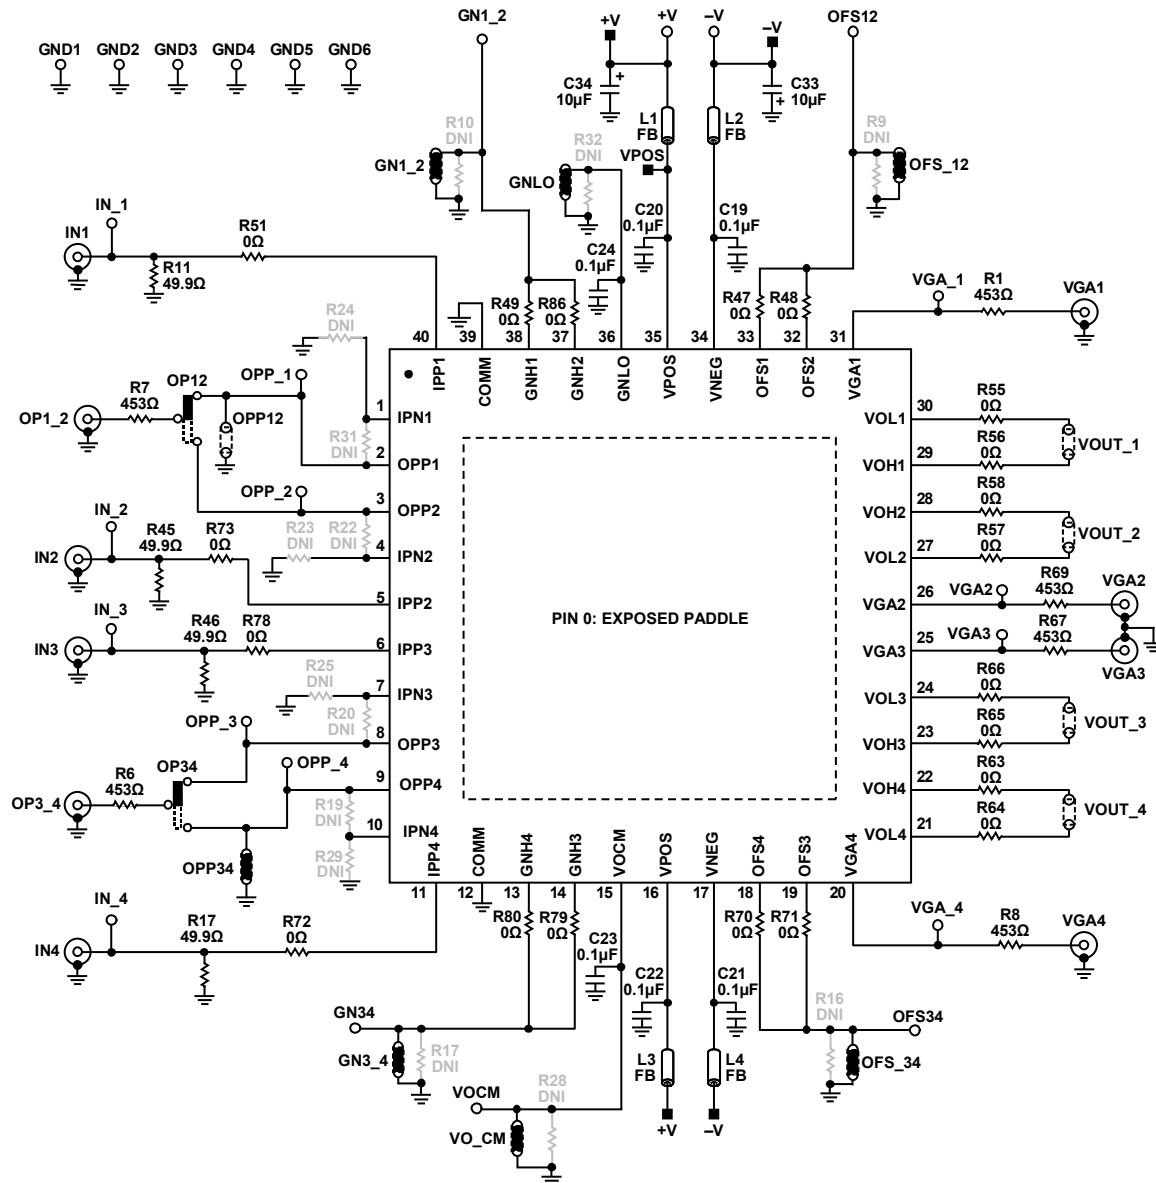 GN1_2
+V
+V
–V
–V
OFS12
GND1 GND2 GND3 GND4 GND5 GND6
C34
10µF
+
C33
10µF
+
L1
FB
L2
FB
R10
DNI
R32
DNI
R9
DNI
GN1_2
GNLO
VPOS
OFS_12
IN_1
IN1
R51
0Ω
R11
49.9Ω
C20
0.1µF
C19
0.1µF
C24
0.1µF
R49
0Ω
R86
0Ω
R47
0Ω
R48
0Ω
VGA_1
R1
453Ω
VGA1
R24
DNI
40 39 38 37 36 35 34 33 32 31
IPP1
COMM
GNH1
GNH2
GNLO
VPOS
VNEG
OFS1
OFS2
VGA1
R7
453Ω
OP12
OPP_1
OP1_2
OPP12
R31
DNI
1 IPN1
2 OPP1
OPP_2
3 OPP2
IN_2
R45
49.9Ω
R73
0Ω
R23
DNI
R22
DNI
4 IPN2
IN2
5 IPP2
IN_3
R46
49.9Ω
R78
0Ω
IN3
6 IPP3
R25
DNI
7 IPN3
R20
DNI
OPP_3
8 OPP3
OP34
OPP_4
R6
453Ω
9 OPP4
OP3_4
R19
DNI
10 IPN4
R29
DNI
OPP34
PIN 0: EXPOSED PADDLE
VOL1 30
R55
0Ω
R56
0Ω
VOUT_1
VOH1 29
R58
0Ω
VOH2 28
R57
0Ω
VOUT_2
VOL2 27
VGA2
R69
453Ω
VGA2
VGA2 26
VGA3
R67
453Ω
VGA3 25
VGA3
R66
0Ω
VOL3 24
R65
0Ω
VOUT_3
VOH3 23
R63
0Ω
VOH4 22
R64
0Ω
VOUT_4
VOL4 21
IPP4
COMM
GNH4
GNH3
VOCM
VPOS
VNEG
OFS4
OFS3
VGA4
11 12 13 14 15 16 17 18 19 20
IN_4
R17
49.9Ω
R72
0Ω
IN4
R80
0Ω
R79
0Ω
R70
0Ω
R71
0Ω
VGA_4
R8
453Ω
VGA4
C23
0.1µF
C22
0.1µF
C21
0.1µF
R16
DNI
OFS34
GN34
GN3_4
R17
DNI
L3
FB
L4
FB
OFS_34
R28
DNI
VOCM
VO_CM
+V
–V